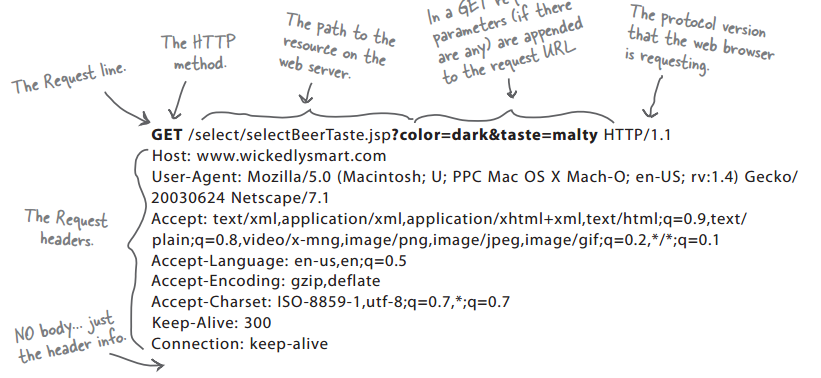 The Request line.
The HTTP
method.
The path to the
resource on the
web server.
In a GET
parameters (if there
are any) are appended
to the request URL
The Protocol version
that the web browser
is requesting.
GET /select/selectBeerTaste.jsp?color=dark&taste=malty HTTP/1.1
Host: www.wickedlysmart.com
User-Agent: Mozilla/5.0 (Macintosh; U; PPC Mac OS X Mach-O; en-US; rv:1.4) Gecko/
20030624 Netscape/7.1
Accept: text/xml,application/xml,application/xhtml+xml,text/html;q=0.9,text/
plain;q=0.8,video/x-mng,image/png,image/jpeg,image/gif;q=0.2,*/*;q=0.1
Accept-Language: en-us,en;q=0.5
Accept-Encoding: gzip,deflate
Accept-Charset: ISO-8859-1,utf-8;q=0.7,*;q=0.7
Keep-Alive: 300
Connection: keep-alive
The Request
headers.
NO body... just
the header info.